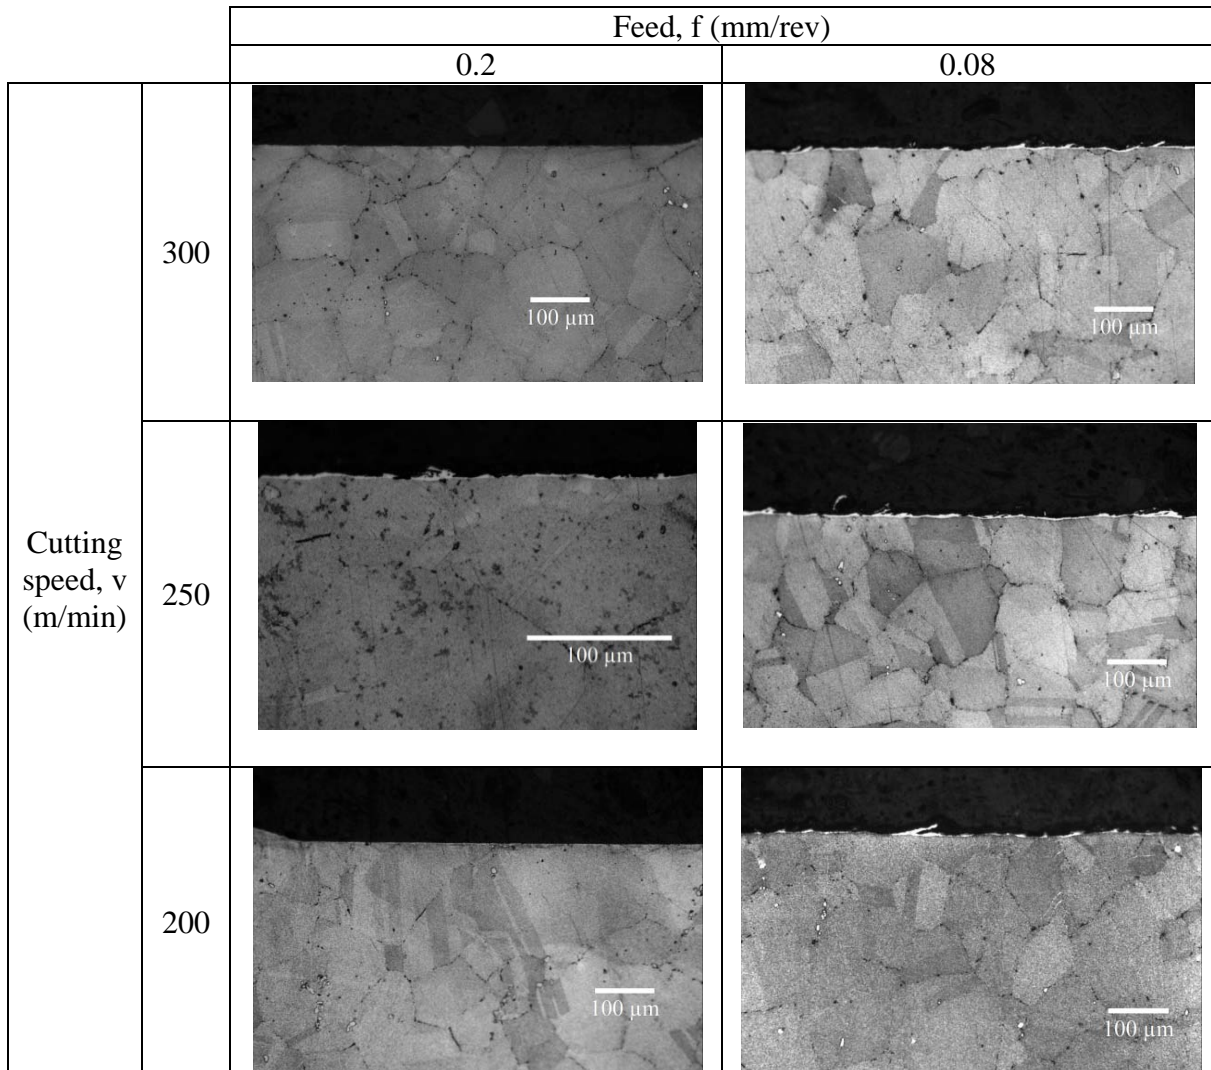 Feed, f (mm/rev)
0.2 0.08
300
100 µm
100 µm
Cutting
speed, v
(m/min)
250
100 µm
100 µm
200
100 µm
100 µm